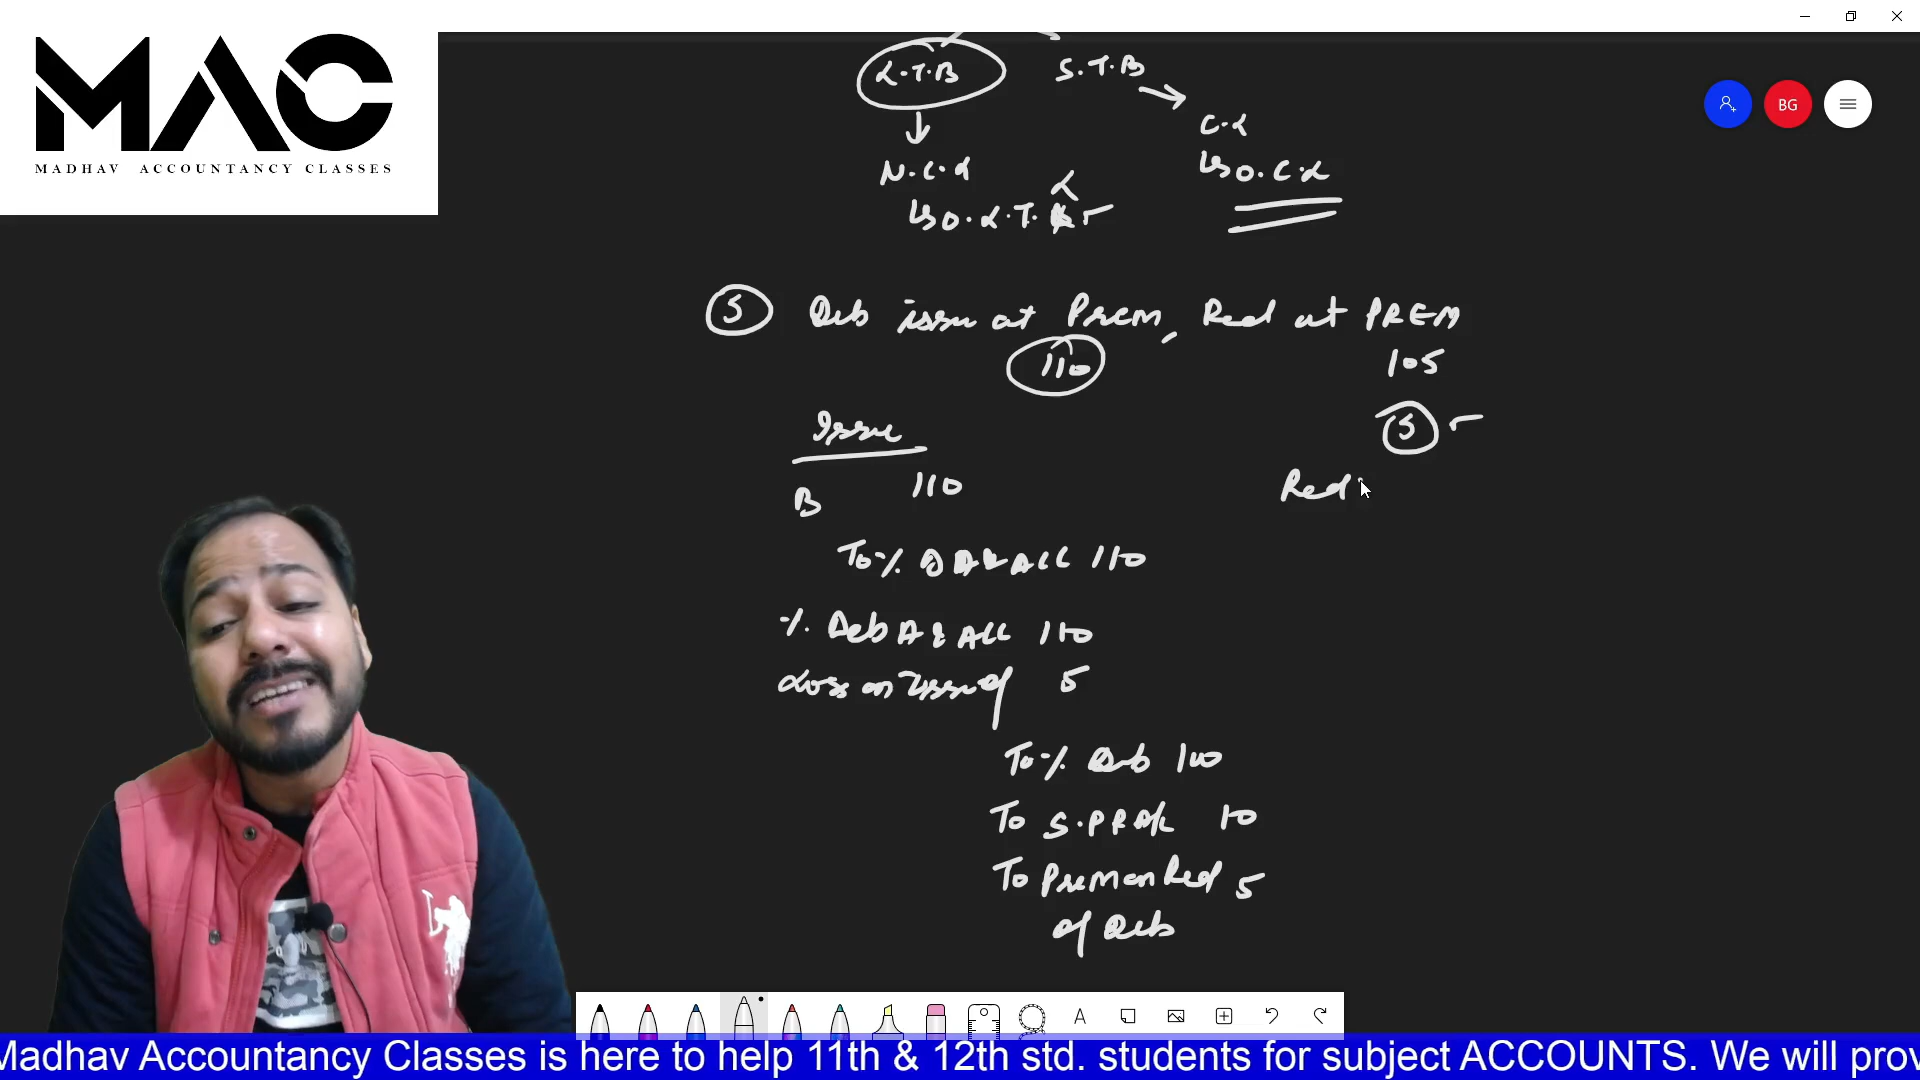 MAC
MADHAV ACCOUNTANCY CLASSES
BG
L.T.B
S.T.B
C.L
N.C.L
L
↳O.C.L
↳O.L.T.
5 Deb issue at Prem, Red at PREM
110
105
Issue
5
B 110
Red
To % D A & ALL 110
% Deb A & ALL 110
Loss on Issue of 5
To % Deb 100
To S.P R A/c 10
To Prem on Red 5
of Deb
A
Madhav Accountancy Classes is here to help 11th & 12th std. students for subject ACCOUNTS. We will prov